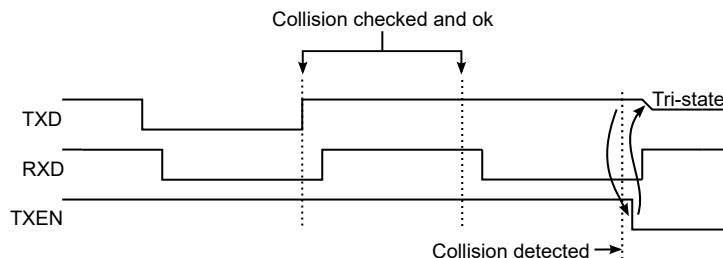 Collision checked and ok
Tri-state
TXD
RXD
TXEN
Collision detected